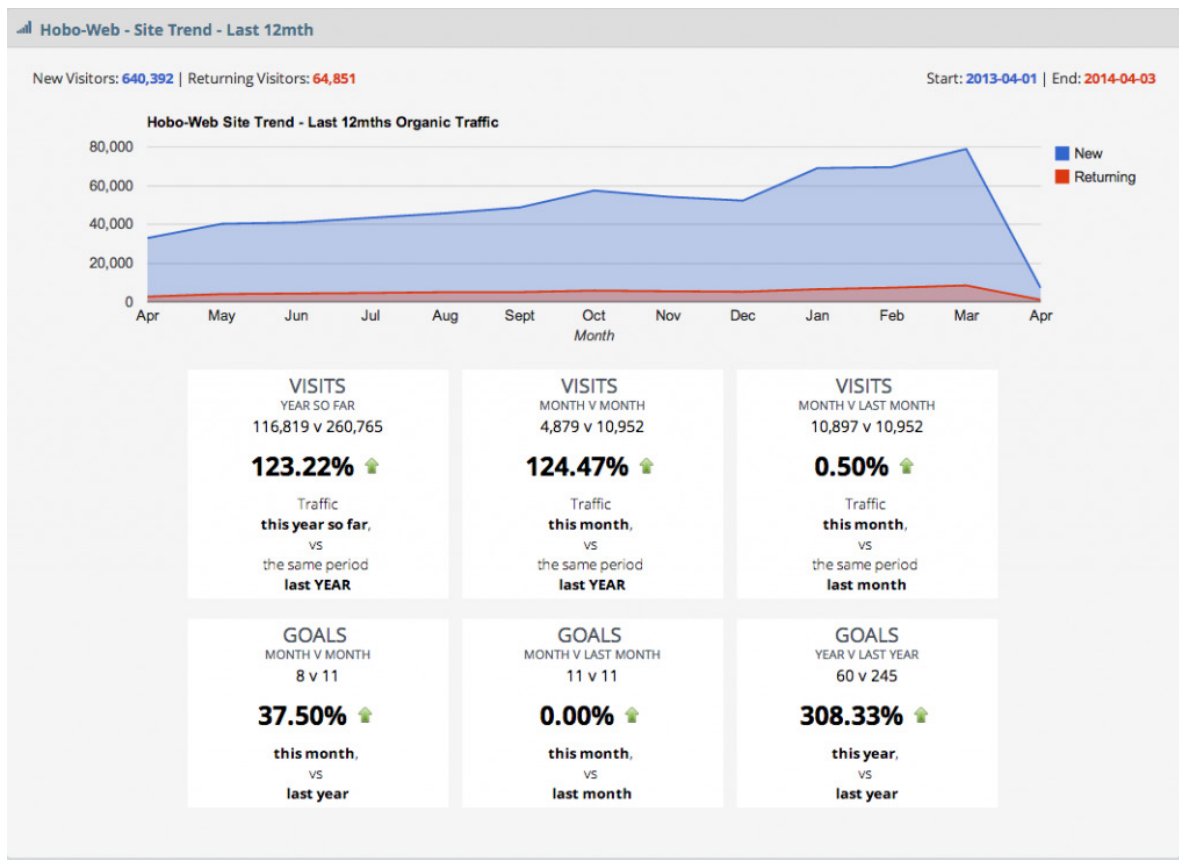 Hobo-Web - Site Trend - Last 12mth
New Visitors: 640,392 | Returning Visitors: 64,851
Start: 2013-04-01 | End: 2014-04-03
Hobo-Web Site Trend - Last 12mths Organic Traffic
80,000
60,000
40,000
20,000
0
New
Returning
Apr May Jun Jul Aug Sept Oct Nov Dec Jan Feb Mar Apr
Month
VISITS
YEAR SO FAR
116,819 v 260,765
123.22%
Traffic
this year so far,
vs
the same period
last YEAR
VISITS
MONTH V MONTH
4,879 v 10,952
124.47%
Traffic
this month,
vs
the same period
last YEAR
VISITS
MONTH V LAST MONTH
10,897 v 10,952
0.50%
Traffic
this month,
vs
the same period
last month
GOALS
MONTH V MONTH
8 v 11
37.50%
this month,
vs
last year
GOALS
MONTH V LAST MONTH
11 v 11
0.00%
this month,
vs
last month
GOALS
YEAR V LAST YEAR
60 v 245
308.33%
this year,
vs
last year